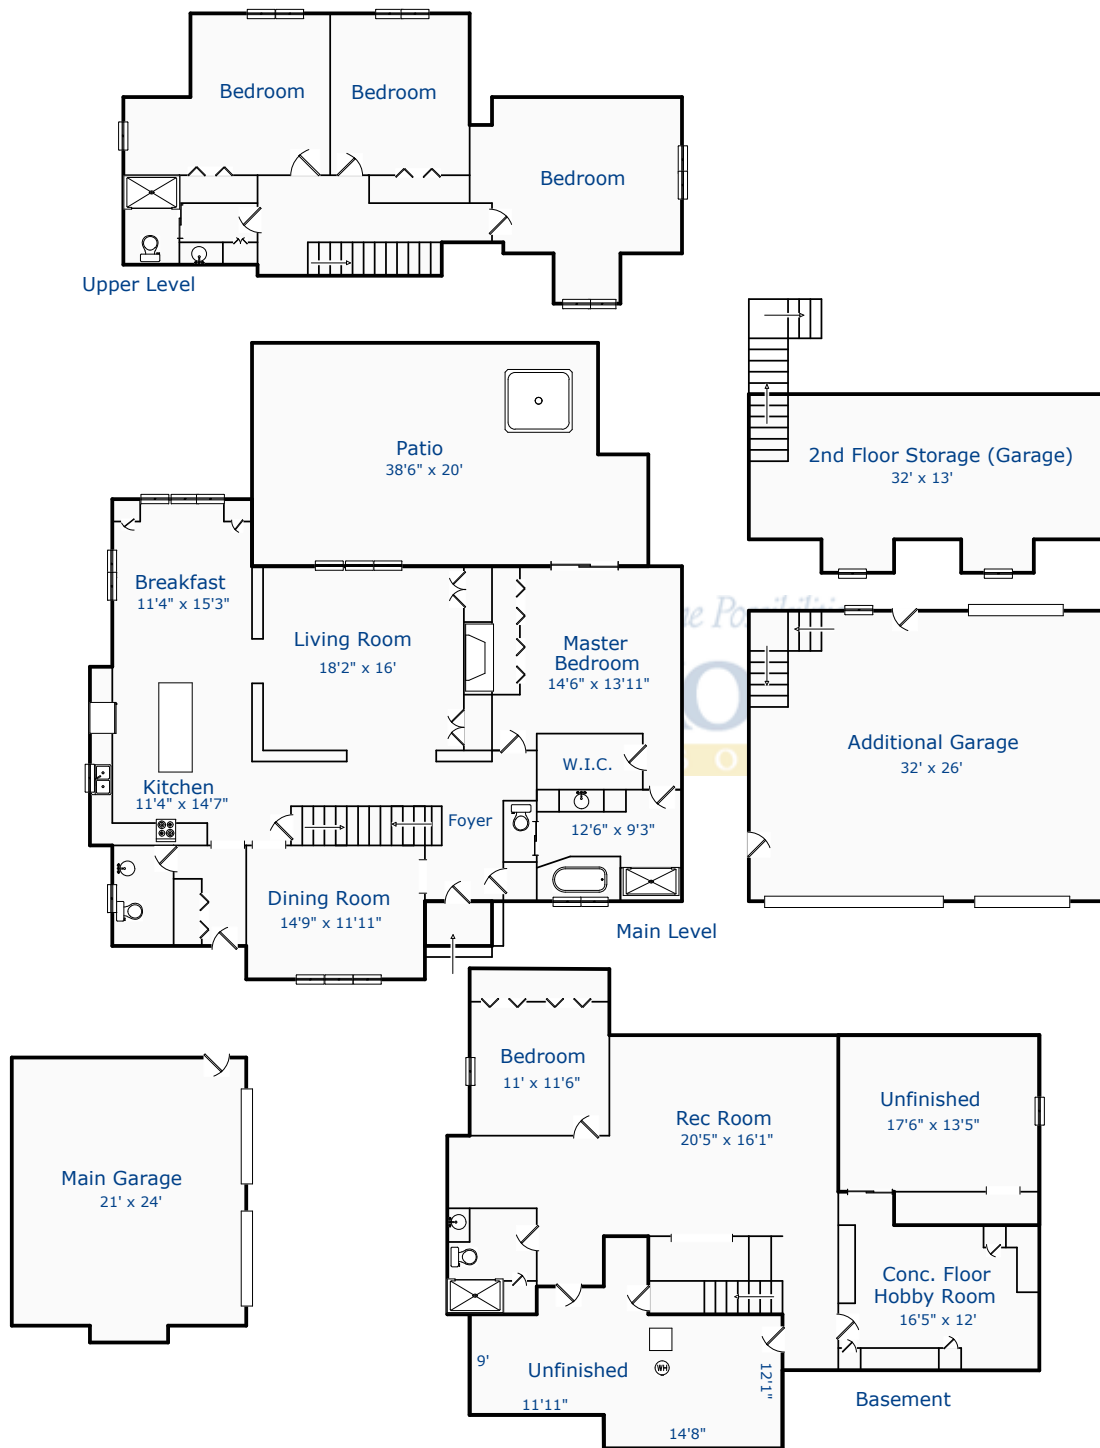 Bedroom
Bedroom
Bedroom
Upper Level
Patio
38'6" x 20'
2nd Floor Storage (Garage)
32' x 13'
Breakfast
11'4" x 15'3"
Living Room
18'2" x 16'
Master
Bedroom
14'6" x 13'11"
Additional Garage
32' x 26'
W.I.C.
Kitchen
11'4" x 14'7"
Foyer
12'6" x 9'3"
Dining Room
14'9" x 11'11"
Main Level
Bedroom
11' x 11'6"
Rec Room
20'5" x 16'1"
Unfinished
17'6" x 13'5"
Main Garage
21' x 24'
Conc. Floor
Hobby Room
16'5" x 12'
WH
9'
Unfinished
12'1"
11'11"
14'8"
Basement